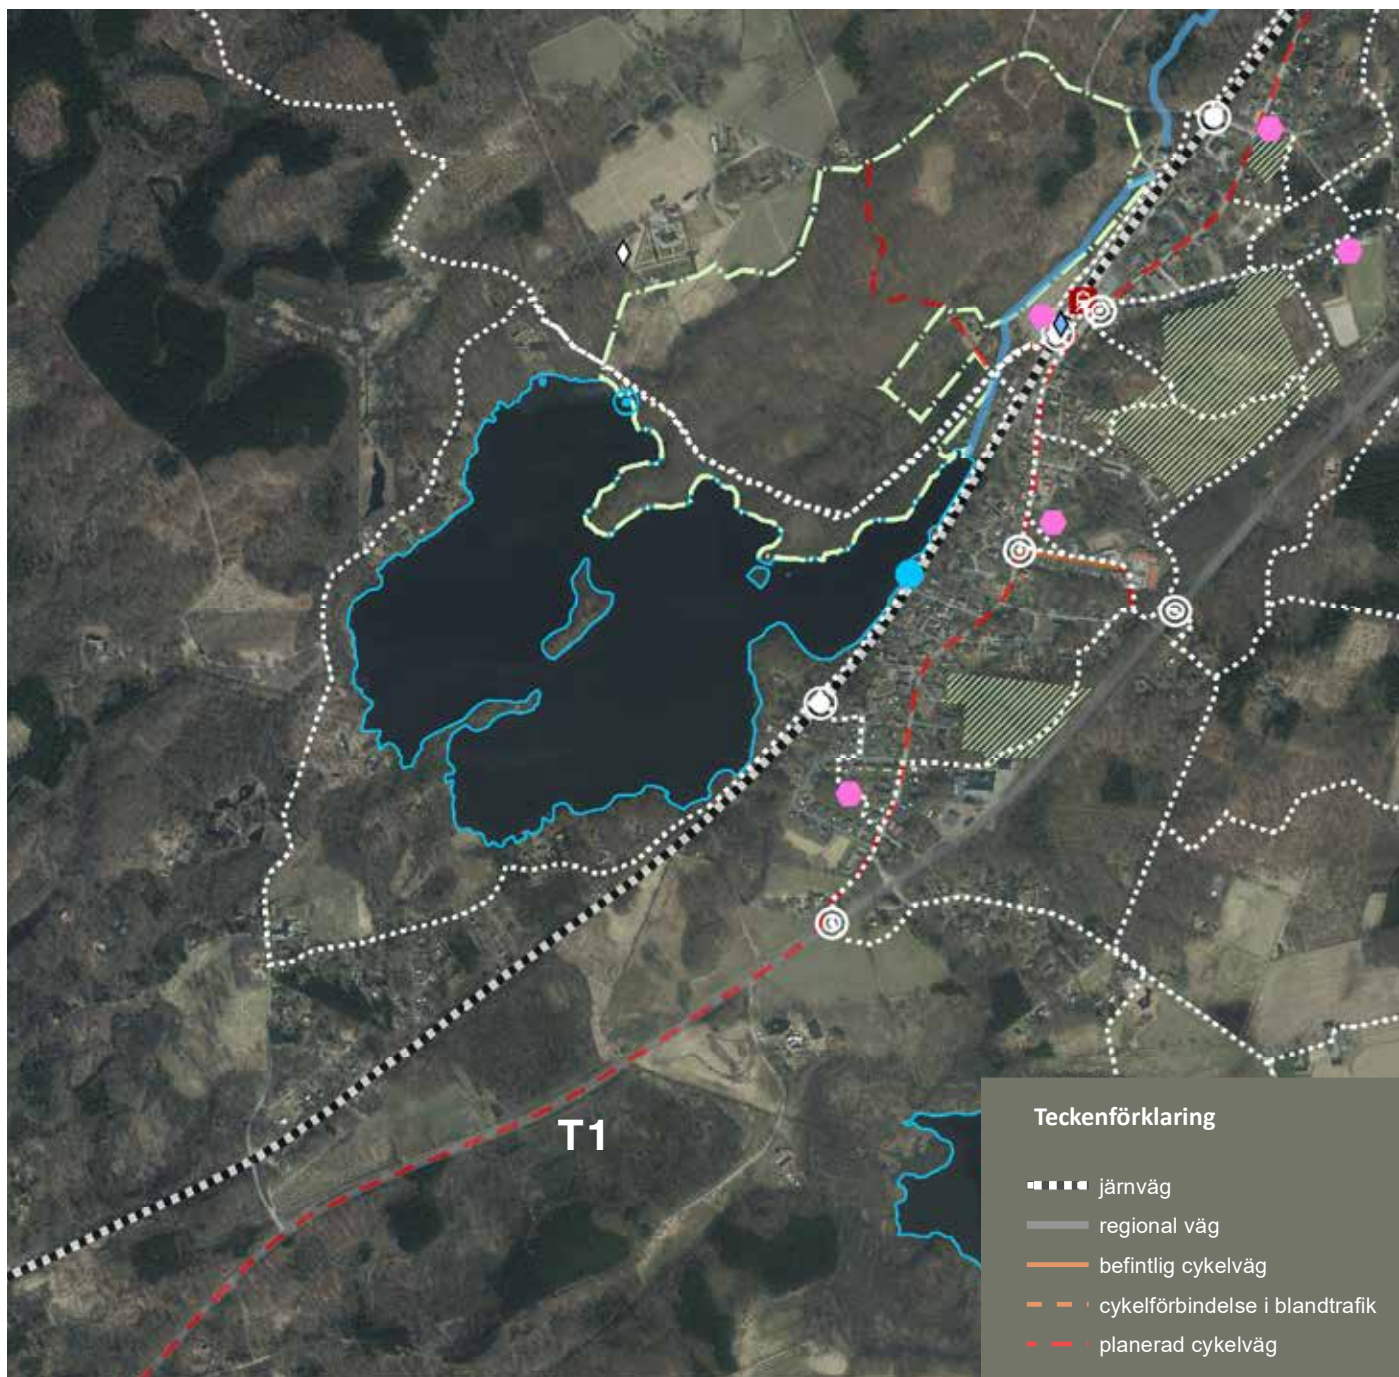 T1
Teckenförklaring
järnväg
regional väg
befintlig cykelväg
cykelförbindelse i blandtrafik
planerad cykelväg